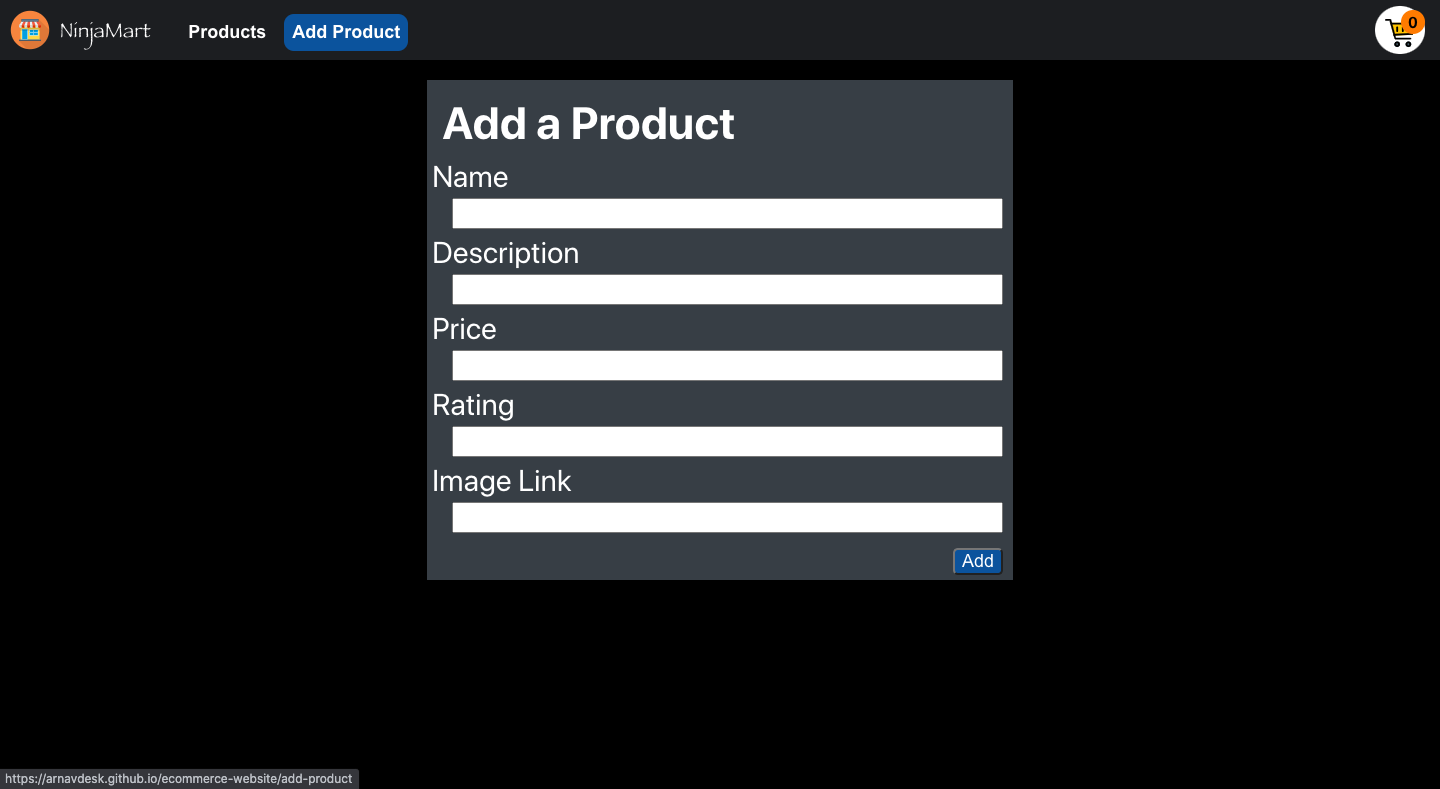 NinjaMart Products Add Product 0
Add a Product
Name
Description
Price
Rating
Image Link
Add
https://arnavdesk.github.io/ecommerce-website/add-product